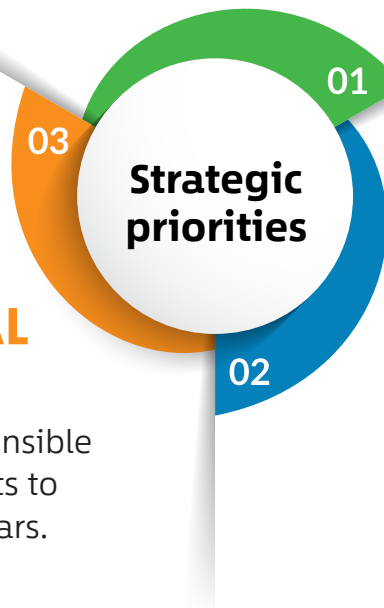 01
03
Strategic
priorities
AL
02
nsible
ts to
ars.